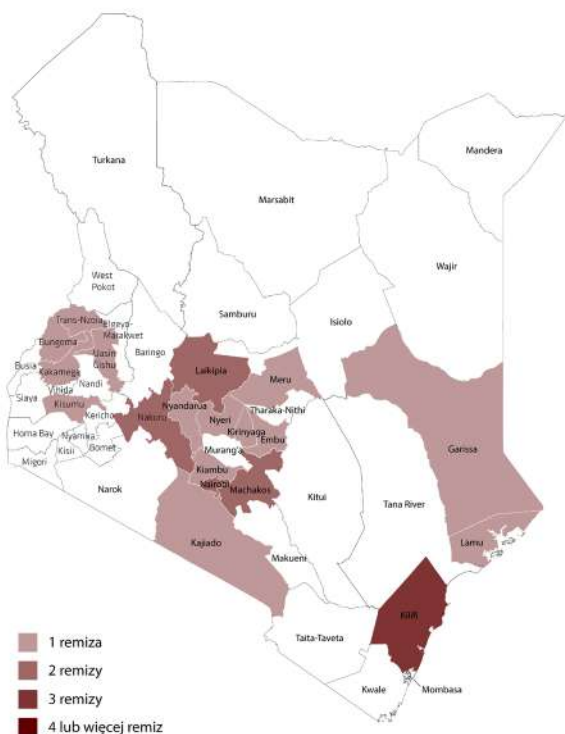 Turkana
Mandera
Marsabit
Wajir
West
Pokot
Samburu
Isiolo
Trans-Nzoia
Elgeyo-
Marakwet
Bungoma
Uasin
Gishu
Baringo
Busia
Kakamega
Laikipia
Meru
Vihida
Nandi
Siaya
Kisumu
Nyandarua
Tharaka-Nithi
Kericho
Nakuru
Nyeri
Kirinyaga
Embu
Homa Bay
Nyamira
Murang'a
Garissa
Kisii
Bomet
Migori
Kiambu
Nairobi
Machakos
Narok
Kitui
Tana River
Kajiado
Lamu
Makueni
Kilifi
Taita-Taveta
Kwale
Mombasa
1 remiza
2 remizy
3 remizy
4 lub więcej remiz